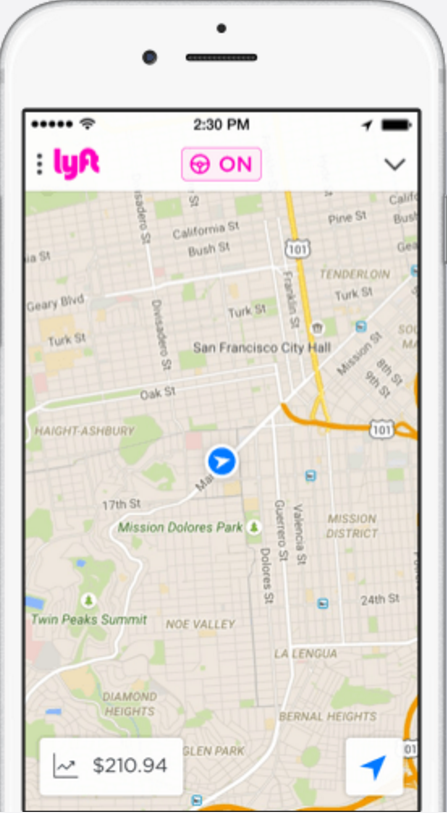 2:30 PM
lyft
ON
California St
Bush St
Pine St
Bush
101
TENDERLOIN
Geary Blvd
Turk St
Turk St
Turk St
Divisadero St
Franklin St
San Francisco City Hall
Mission St
8th St
9th St
Oak St
HAIGHT-ASHBURY
101
17th St
Mission Dolores Park
Guerrero St
Valencia St
MISSION
DISTRICT
Dolores St
Twin Peaks Summit
NOE VALLEY
24th St
LA LENGUA
DIAMOND
HEIGHTS
BERNAL HEIGHTS
GLEN PARK
$210.94